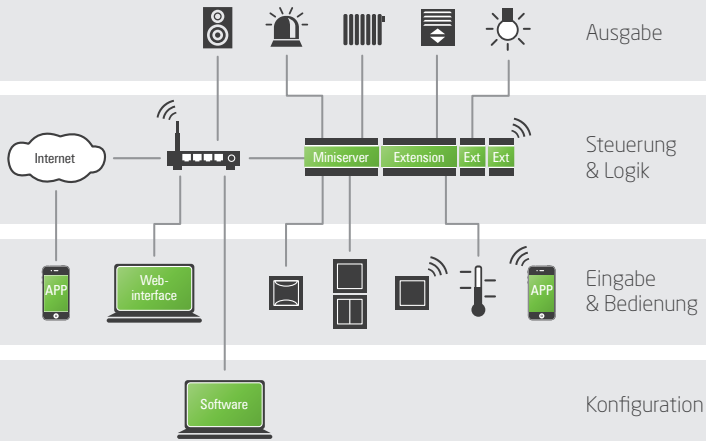 Ausgabe
Internet
Miniserver
Extension
Ext
Ext
Steuerung
& Logik
APP
Web-
interface
APP
Eingabe
& Bedienung
Software
Konfiguration